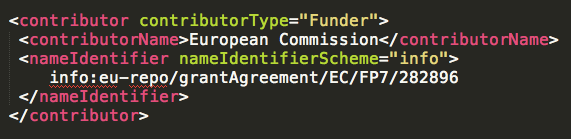 <contributor contributorType="Funder">
<contributorName>European Commission</contributorName>
<nameIdentifier nameIdentifierScheme="info">
info:eu-repo/grantAgreement/EC/FP7/282896
</nameIdentifier>
</contributor>